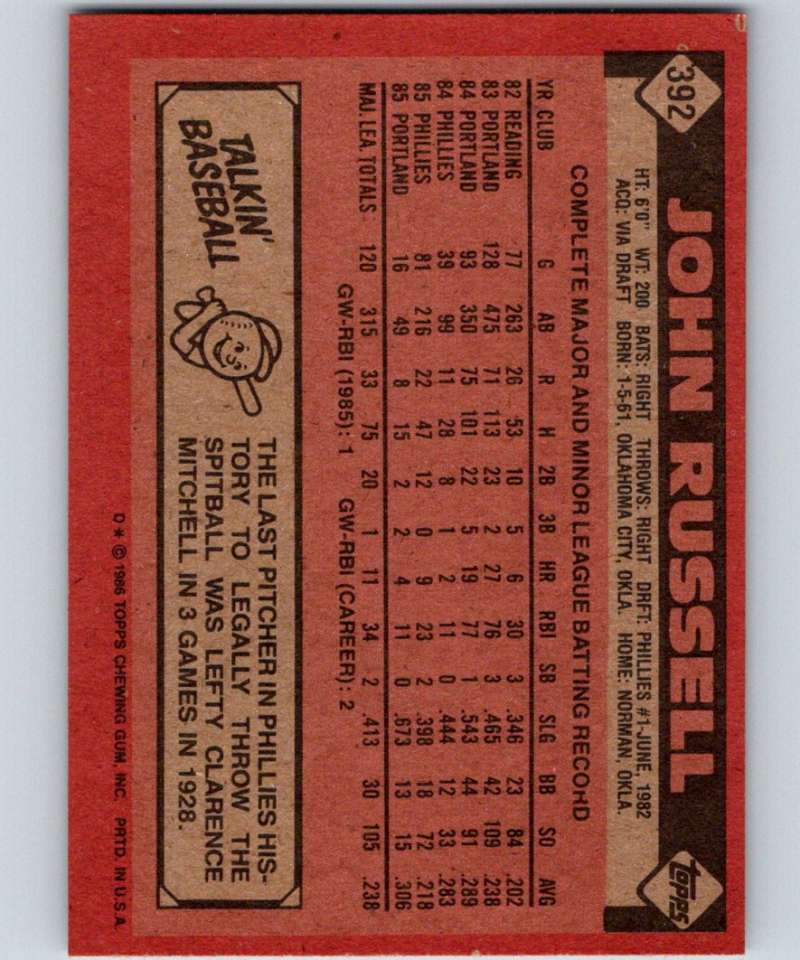 392
JOHN RUSSELL
TOPPS
HT: 6'0" WT: 200 BATS: RIGHT THROWS: RIGHT DRFT: PHILLIES #1-JUNE, 1982
ACQ: VIA DRAFT BORN: 1-5-61, OKLAHOMA CITY, OKLA. HOME: NORMAN, OKLA.
COMPLETE MAJOR AND MINOR LEAGUE BATTING RECORD
YR CLUB G AB R H 2B 3B HR RBI SB SLG BB SO AVG
82 READING 77 263 26 53 10 5 6 30 3 .346 23 84 .202
83 PORTLAND 128 475 71 113 23 2 27 76 3 .465 42 109 .238
84 PORTLAND 93 350 75 101 22 5 19 77 1 .543 44 91 .289
84 PHILLIES 39 99 11 28 8 1 2 11 0 .444 12 33 .283
85 PHILLIES 81 216 22 47 12 0 9 23 2 .398 18 72 .218
85 PORTLAND 16 49 8 15 2 2 4 11 0 .673 13 15 .306
MAJ. LEA TOTALS 120 315 33 75 20 1 11 34 2 .413 30 105 .238
GW-RBI (1985): 1 GW-RBI (CAREER): 2
TALKIN'
BASEBALL
THE LAST PITCHER IN PHILLIES HIS-
TORY TO LEGALLY THROW THE
SPITBALL WAS LEFTY CLARENCE
MITCHELL IN 3 GAMES IN 1928.
D* © 1986 TOPPS CHEWING GUM, INC. PRTD. IN U.S.A.